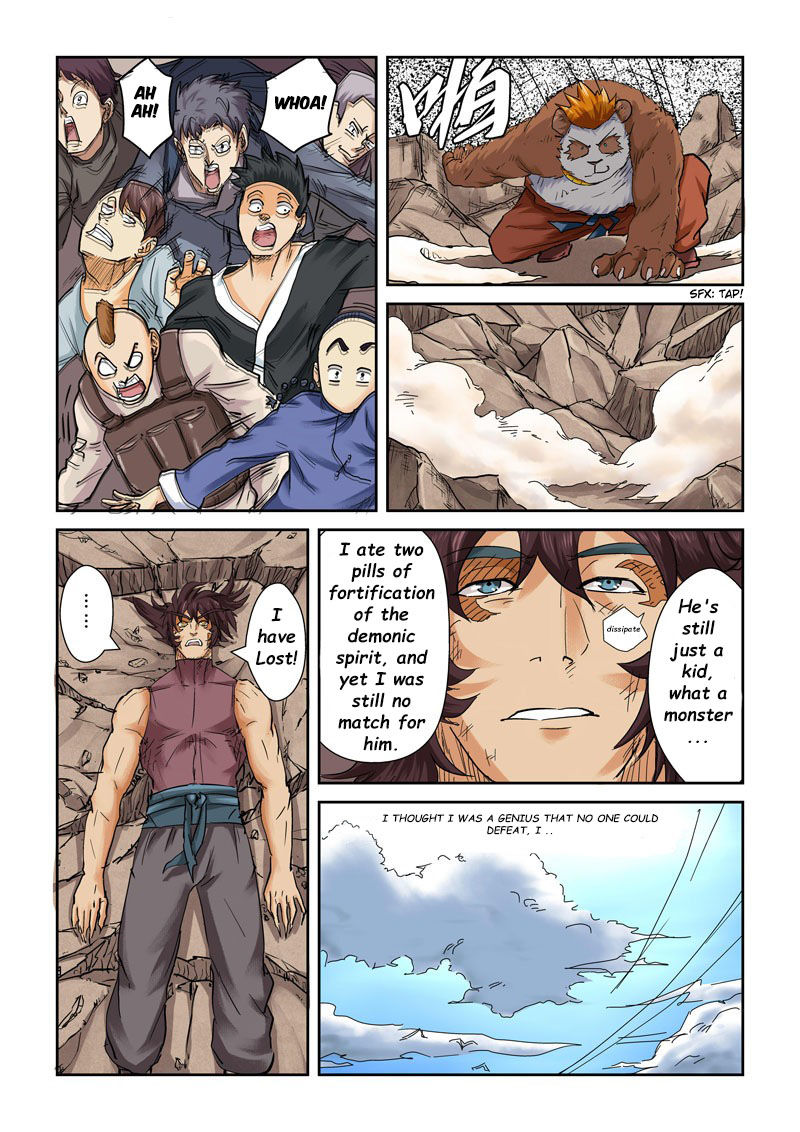 AH
AH!
WHOA!
啪
SFX: TAP!
. . . . .
I
have
Lost!
I ate two
pills of
fortification
of the
demonic
spirit, and
yet I was
still no
match for
him.
dissipate
He's
still
just a
kid,
what a
monster
...
I THOUGHT I WAS A GENIUS THAT NO ONE COULD
DEFEAT, I ..